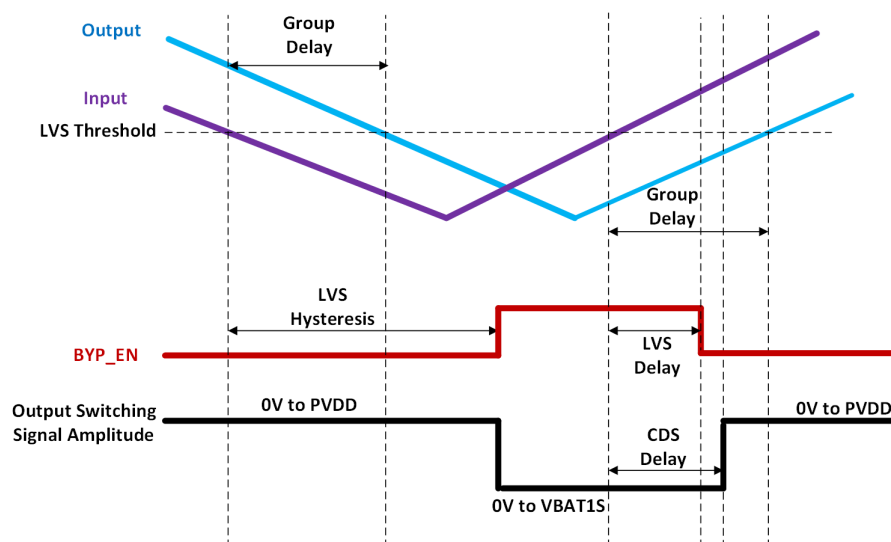 Output
Group
Delay
Input
LVS Threshold
Group
Delay
LVS
Hysteresis
BYP_EN
LVS
Delay
0V to PVDD
0V to PVDD
Output Switching
Signal Amplitude
CDS
Delay
0V to VBAT1S